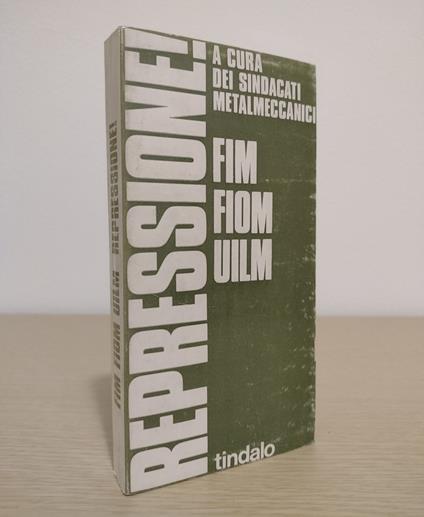 REPRESSIONE!
A CURA
DEI SINDACATI
METALMECCANICI
FIM
FIOM
UILM
tindalo
FIM FIOM UILM REPRESSIONE!